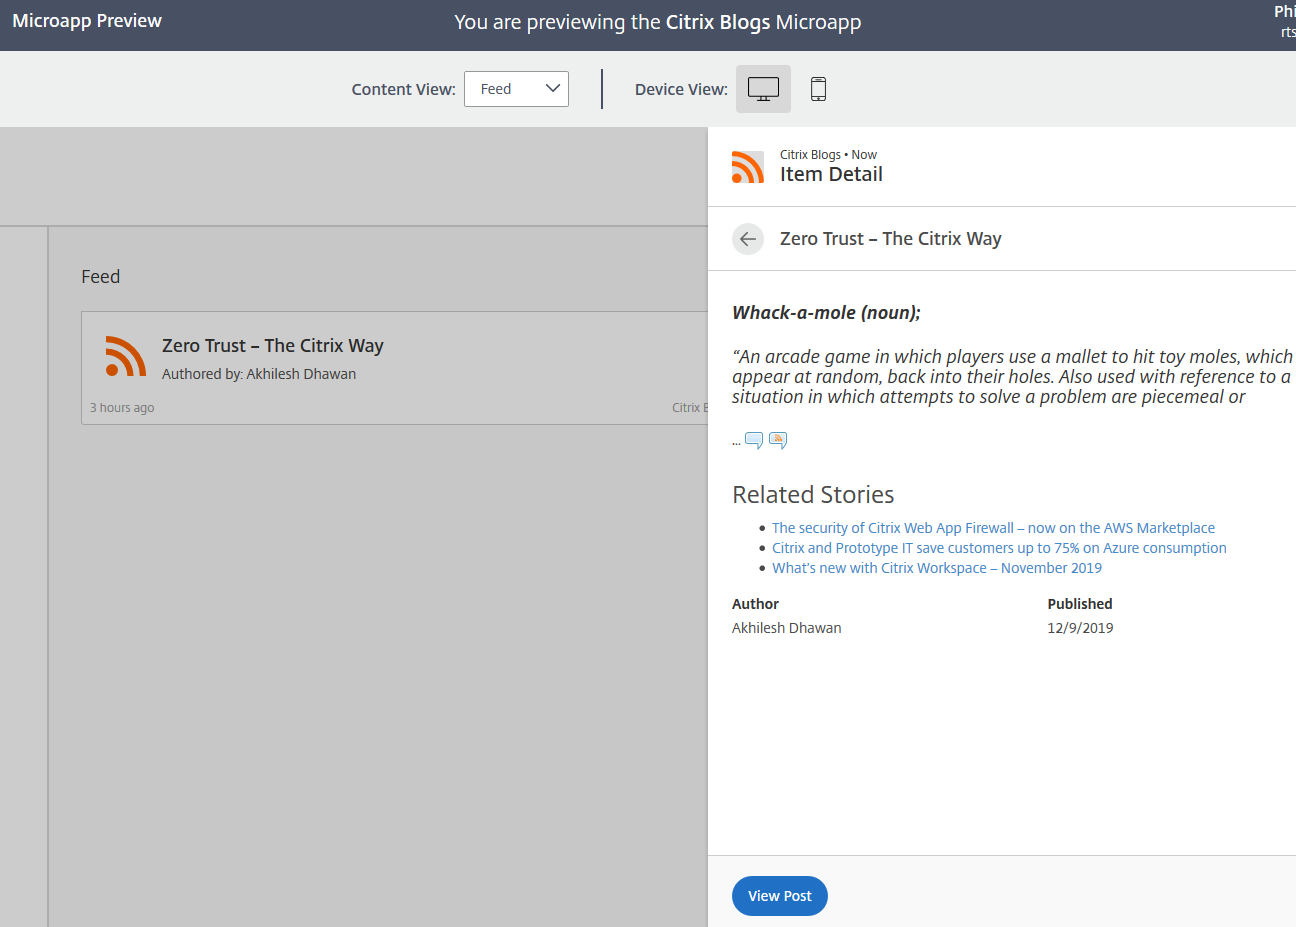 Microapp Preview
You are previewing the Citrix Blogs Microapp
Phi
rts
Content View:
Feed
Device View:
Citrix Blogs • Now
Item Detail
Zero Trust – The Citrix Way
Feed
Zero Trust – The Citrix Way
Authored by: Akhilesh Dhawan
3 hours ago
Citrix B
Whack-a-mole (noun);
“An arcade game in which players use a mallet to hit toy moles, which
appear at random, back into their holes. Also used with reference to a
situation in which attempts to solve a problem are piecemeal or
...
Related Stories
• The security of Citrix Web App Firewall – now on the AWS Marketplace
• Citrix and Prototype IT save customers up to 75% on Azure consumption
• What's new with Citrix Workspace – November 2019
Author
Published
Akhilesh Dhawan
12/9/2019
View Post